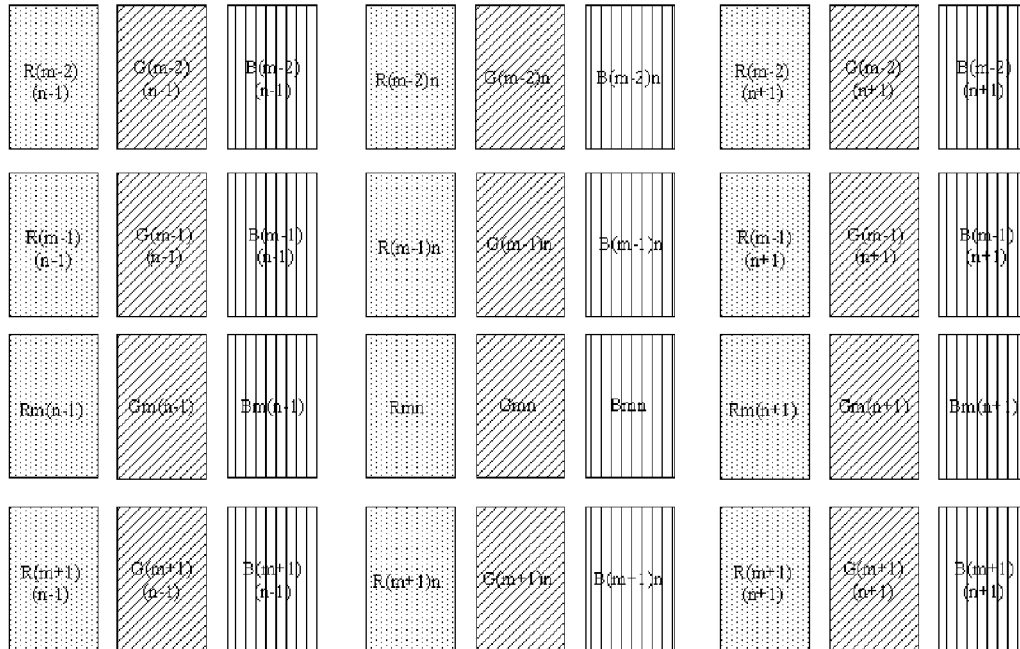 R(m-2)
(n-1)
G(m-2)
(n-1)
B(m-2)
(n-1)
R(m-2)n
G(m-2)n
B(m-2)n
R(m-2)
(n+1)
G(m-2)
(n+1)
B(m-2)
(n+1)
R(m-1)
(n-1)
G(m-1)
(n-1)
B(m-1)
(n-1)
R(m-1)n
G(m-1)n
B(m-1)n
R(m-1)
(n+1)
G(m-1)
(n+1)
B(m-1)
(n+1)
Rm(n-1)
Gm(n-1)
Bm(n-1)
Rmn
Gmn
Bmn
Rm(n+1)
Gm(n+1)
Bm(n+1)
R(m+1)
(n-1)
G(m+1)
(n-1)
B(m+1)
(n-1)
R(m+1)n
G(m+1)n
B(m+1)n
R(m+1)
(n+1)
G(m+1)
(n+1)
B(m+1)
(n+1)